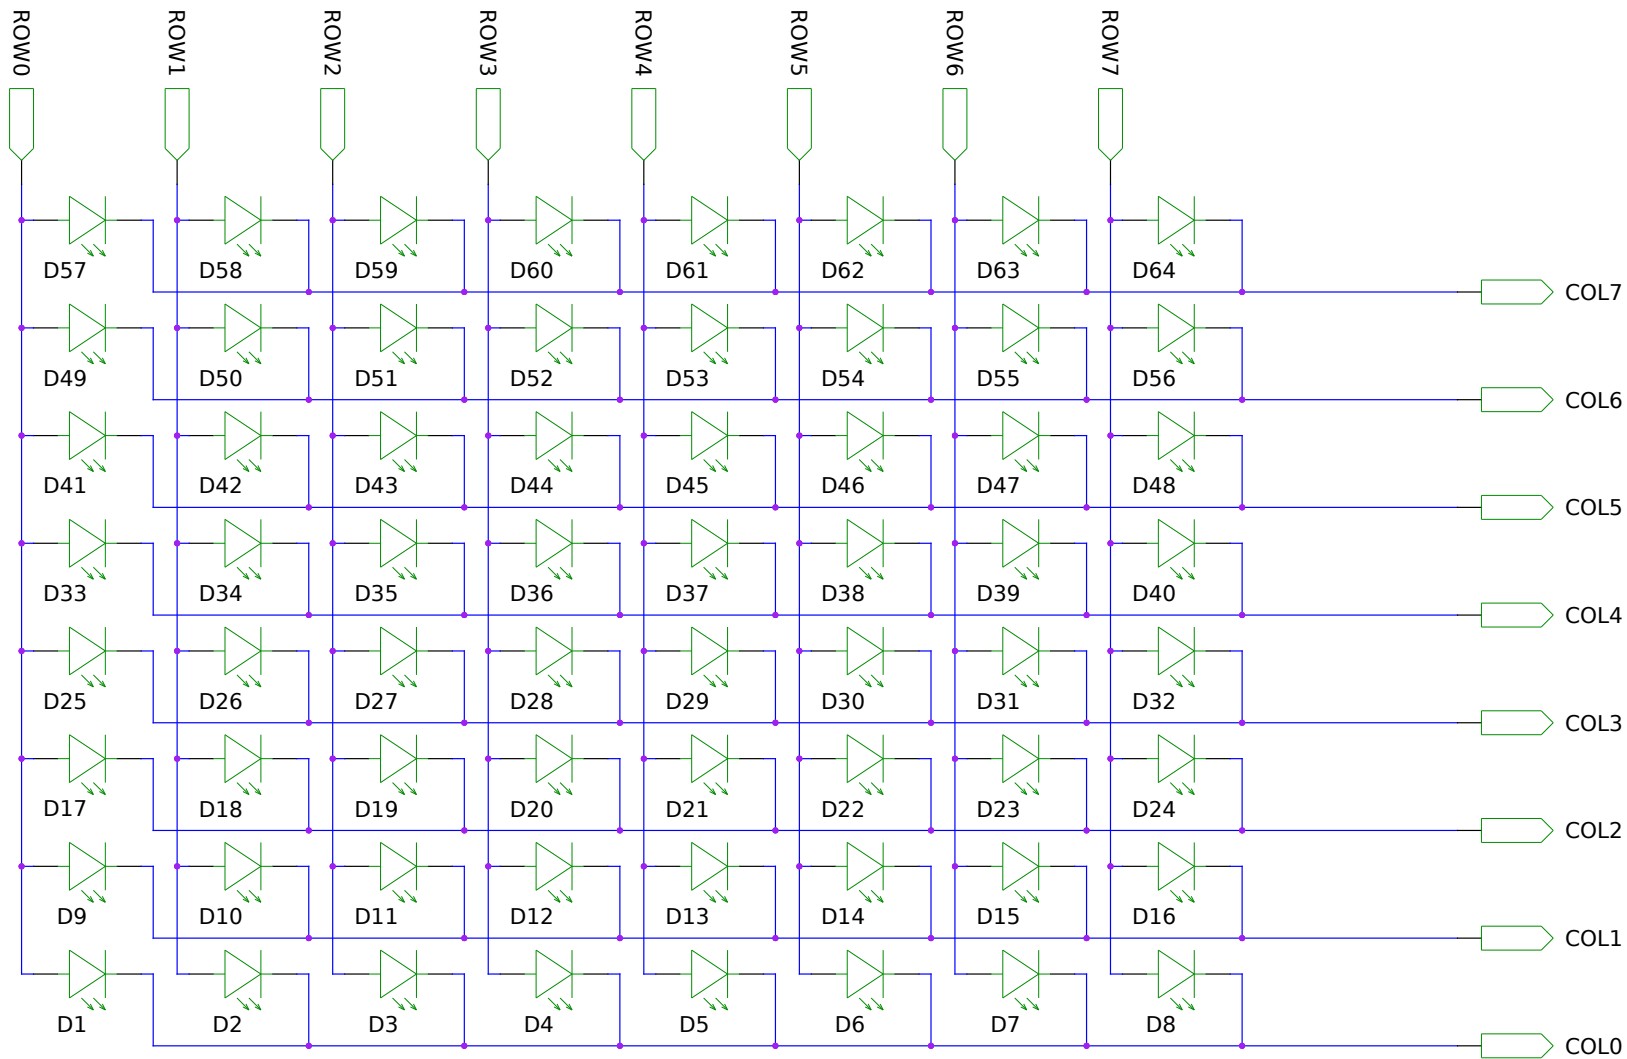 ROW0 ROW1 ROW2 ROW3 ROW4 ROW5 ROW6 ROW7
D57 D58 D59 D60 D61 D62 D63 D64
COL7
D49 D50 D51 D52 D53 D54 D55 D56
COL6
D41 D42 D43 D44 D45 D46 D47 D48
COL5
D33 D34 D35 D36 D37 D38 D39 D40
COL4
D25 D26 D27 D28 D29 D30 D31 D32
COL3
D17 D18 D19 D20 D21 D22 D23 D24
COL2
D9 D10 D11 D12 D13 D14 D15 D16
COL1
D1 D2 D3 D4 D5 D6 D7 D8
COL0